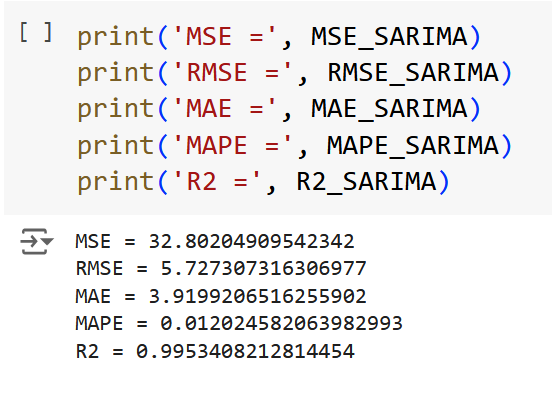 [ ] print('MSE =', MSE_SARIMA)
print('RMSE =', RMSE_SARIMA)
print('MAE =', MAE_SARIMA)
print('MAPE =', MAPE_SARIMA)
print('R2 =', R2_SARIMA)
MSE = 32.80204909542342
RMSE = 5.727307316306977
MAE = 3.9199206516255902
MAPE = 0.012024582063982993
R2 = 0.9953408212814454